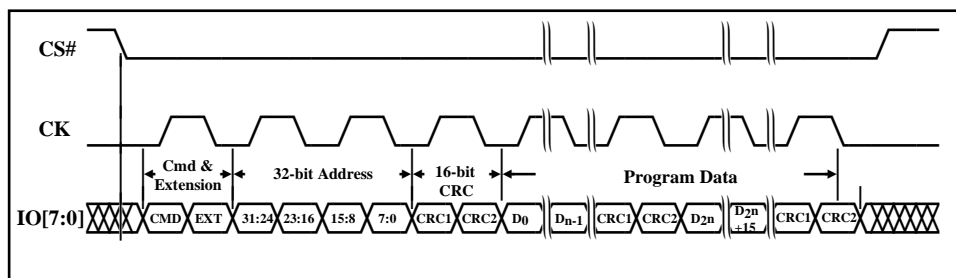 CS#
CK
Cmd &
Extension
32-bit Address
16-bit
CRC
Program Data
IO[7:0]
CMD EXT 31:24 23:16 15:8 7:0 CRC1 CRC2 D0 Dn-1 CRC1 CRC2 D2n D2n
+15 CRC1 CRC2